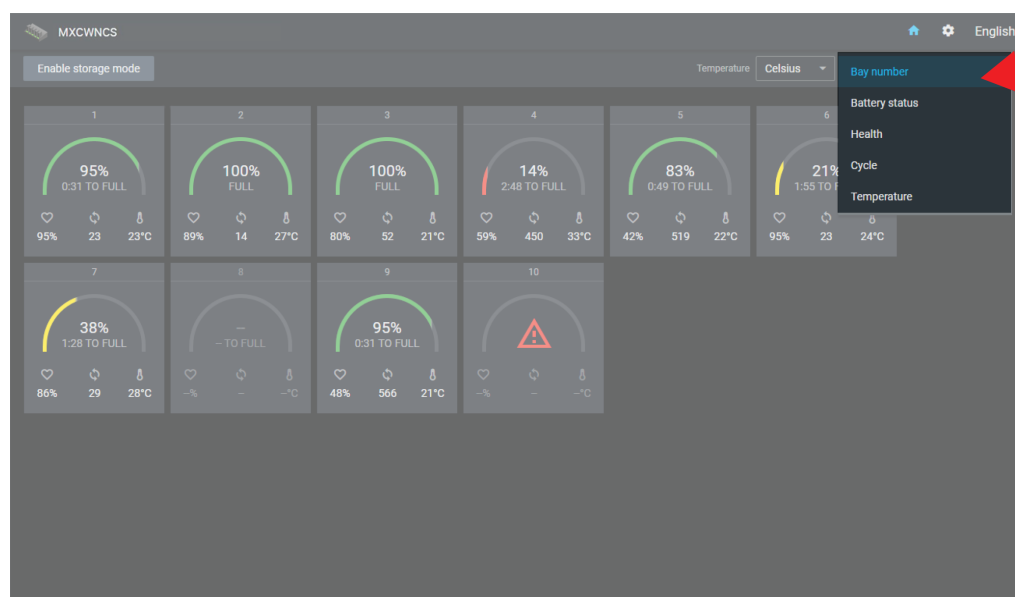 MXCWNCS English
Enable storage mode Temperature Celsius
Bay number
Battery status
Health
Cycle
Temperature
1 2 3 4 5 6
95% 100% 100% 14% 83% 21%
0:31 TO FULL FULL FULL 2:48 TO FULL 0:49 TO FULL 1:55 TO F
95% 23 23°C 89% 14 27°C 80% 52 21°C 59% 450 33°C 42% 519 22°C 95% 23 24°C
7 8 9 10
38% – 95%
1:28 TO FULL – TO FULL 0:31 TO FULL
86% 29 28°C –% – –°C 48% 566 21°C –% – –°C